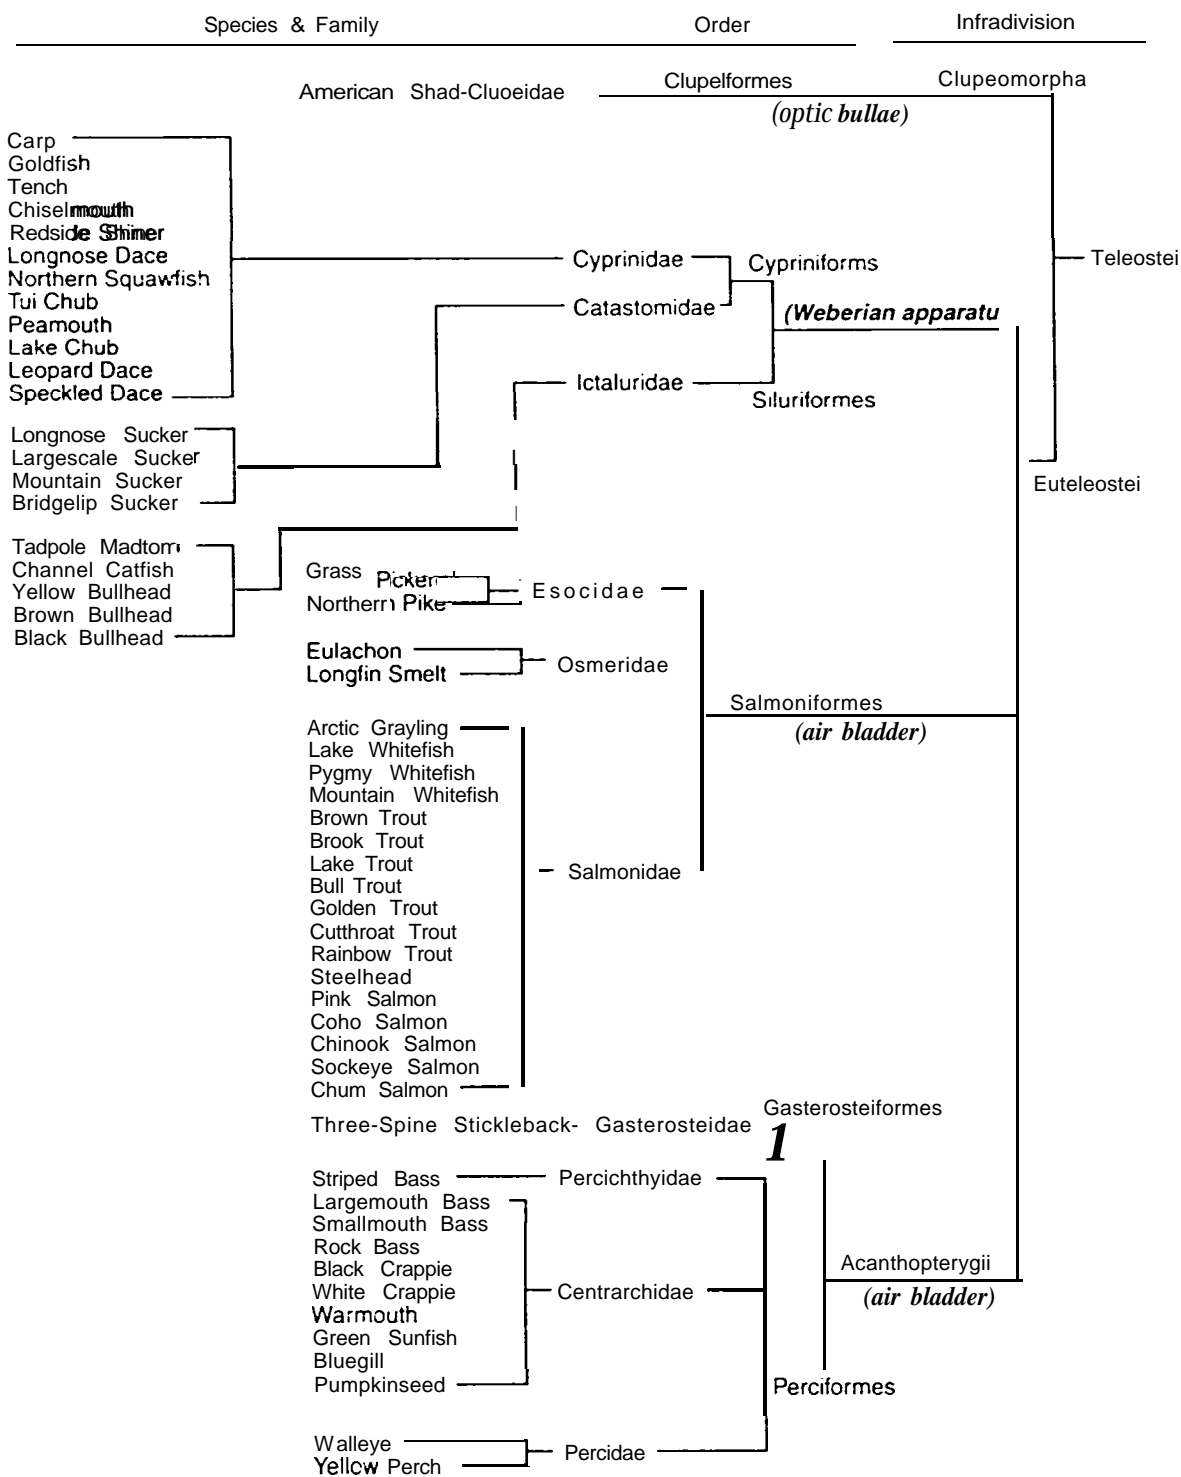 Species & Family
Order
Infradivision
American Shad-Cluoeidae
Clupelformes
(optic bullae)
Clupeomorpha
Teleostei
Euteleostei
Carp
Goldfish
Tench
Chiselmouth
Redside Shiner
Longnose Dace
Northern Squawfish
Tui Chub
Peamouth
Lake Chub
Leopard Dace
Speckled Dace
Cyprinidae
Cypriniforms
Catastomidae
(Weberian apparatu
Ictaluridae
Siluriformes
Longnose Sucker
Largescale Sucker
Mountain Sucker
Bridgelip Sucker
Tadpole Madtom
Channel Catfish
Yellow Bullhead
Brown Bullhead
Black Bullhead
Grass
Northern Pike
Esocidae
Eulachon
Longfin Smelt
Osmeridae
Salmoniformes
(air bladder)
Arctic Grayling
Lake Whitefish
Pygmy Whitefish
Mountain Whitefish
Brown Trout
Brook Trout
Lake Trout
Bull Trout
Golden Trout
Cutthroat Trout
Rainbow Trout
Steelhead
Pink Salmon
Coho Salmon
Chinook Salmon
Sockeye Salmon
Chum Salmon
Salmonidae
Three-Spine Stickleback- Gasterosteidae
Gasterosteiformes
1
Striped Bass
Percichthyidae
Largemouth Bass
Smallmouth Bass
Rock Bass
Black Crappie
White Crappie
Warmouth
Green Sunfish
Bluegill
Pumpkinseed
Centrarchidae
Acanthopterygii
(air bladder)
Perciformes
Walleye
Yellow Perch
Percidae